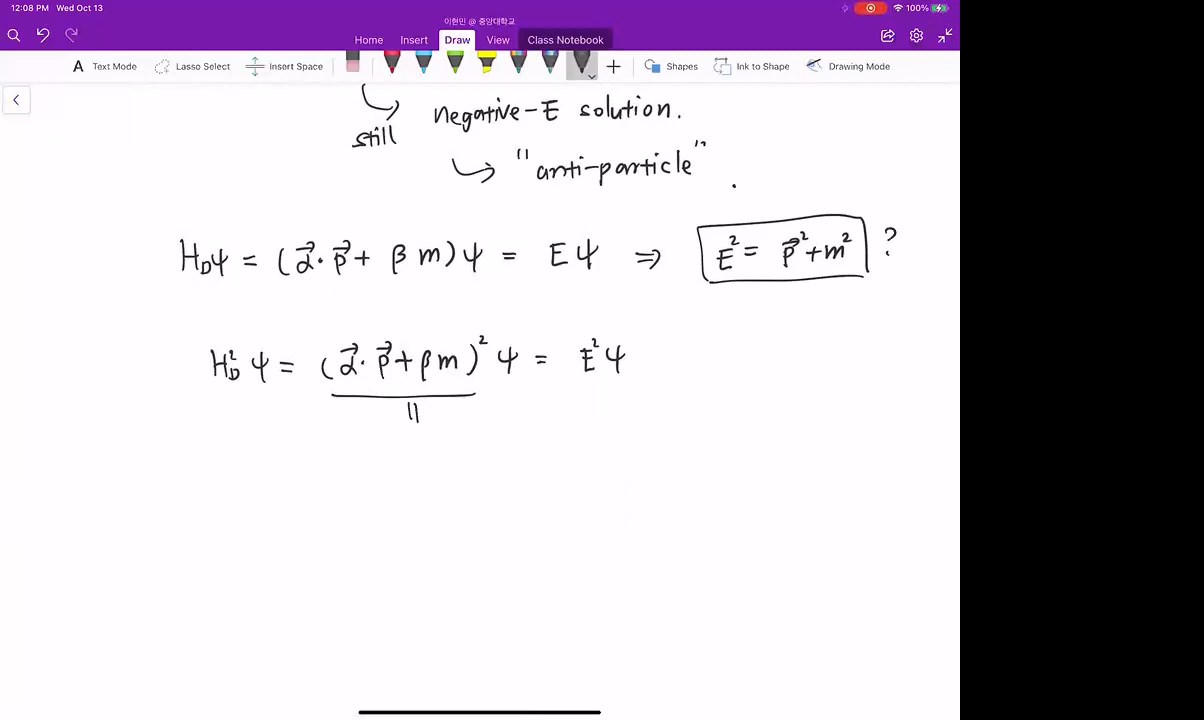 12:08 PM Wed Oct 13
100%
이현민 @ 중앙대학교
Home Insert Draw View Class Notebook
A Text Mode Lasso Select Insert Space Shapes Ink to Shape Drawing Mode
negative-E solution.
still
"anti-particle".
H_Dψ = (α⃗·p⃗ + βm)ψ = Eψ ⇒ E² = p⃗² + m² ?
H_D²ψ = (α⃗·p⃗ + βm)²ψ = E²ψ
||